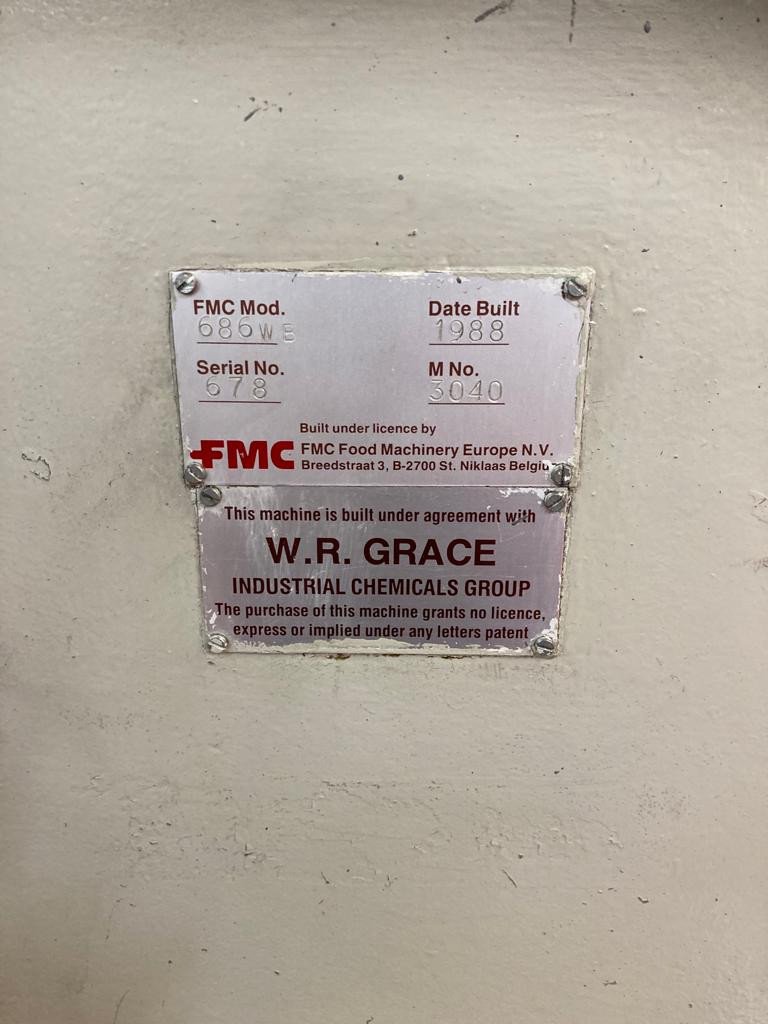 FMC Mod. Date Built
686WB 1988
Serial No. M No.
678 3040
Built under licence by
FMC FMC Food Machinery Europe N.V.
Breedstraat 3, B-2700 St. Niklaas Belgiu
This machine is built under agreement with
W.R. GRACE
INDUSTRIAL CHEMICALS GROUP
The purchase of this machine grants no licence,
express or implied under any letters patent